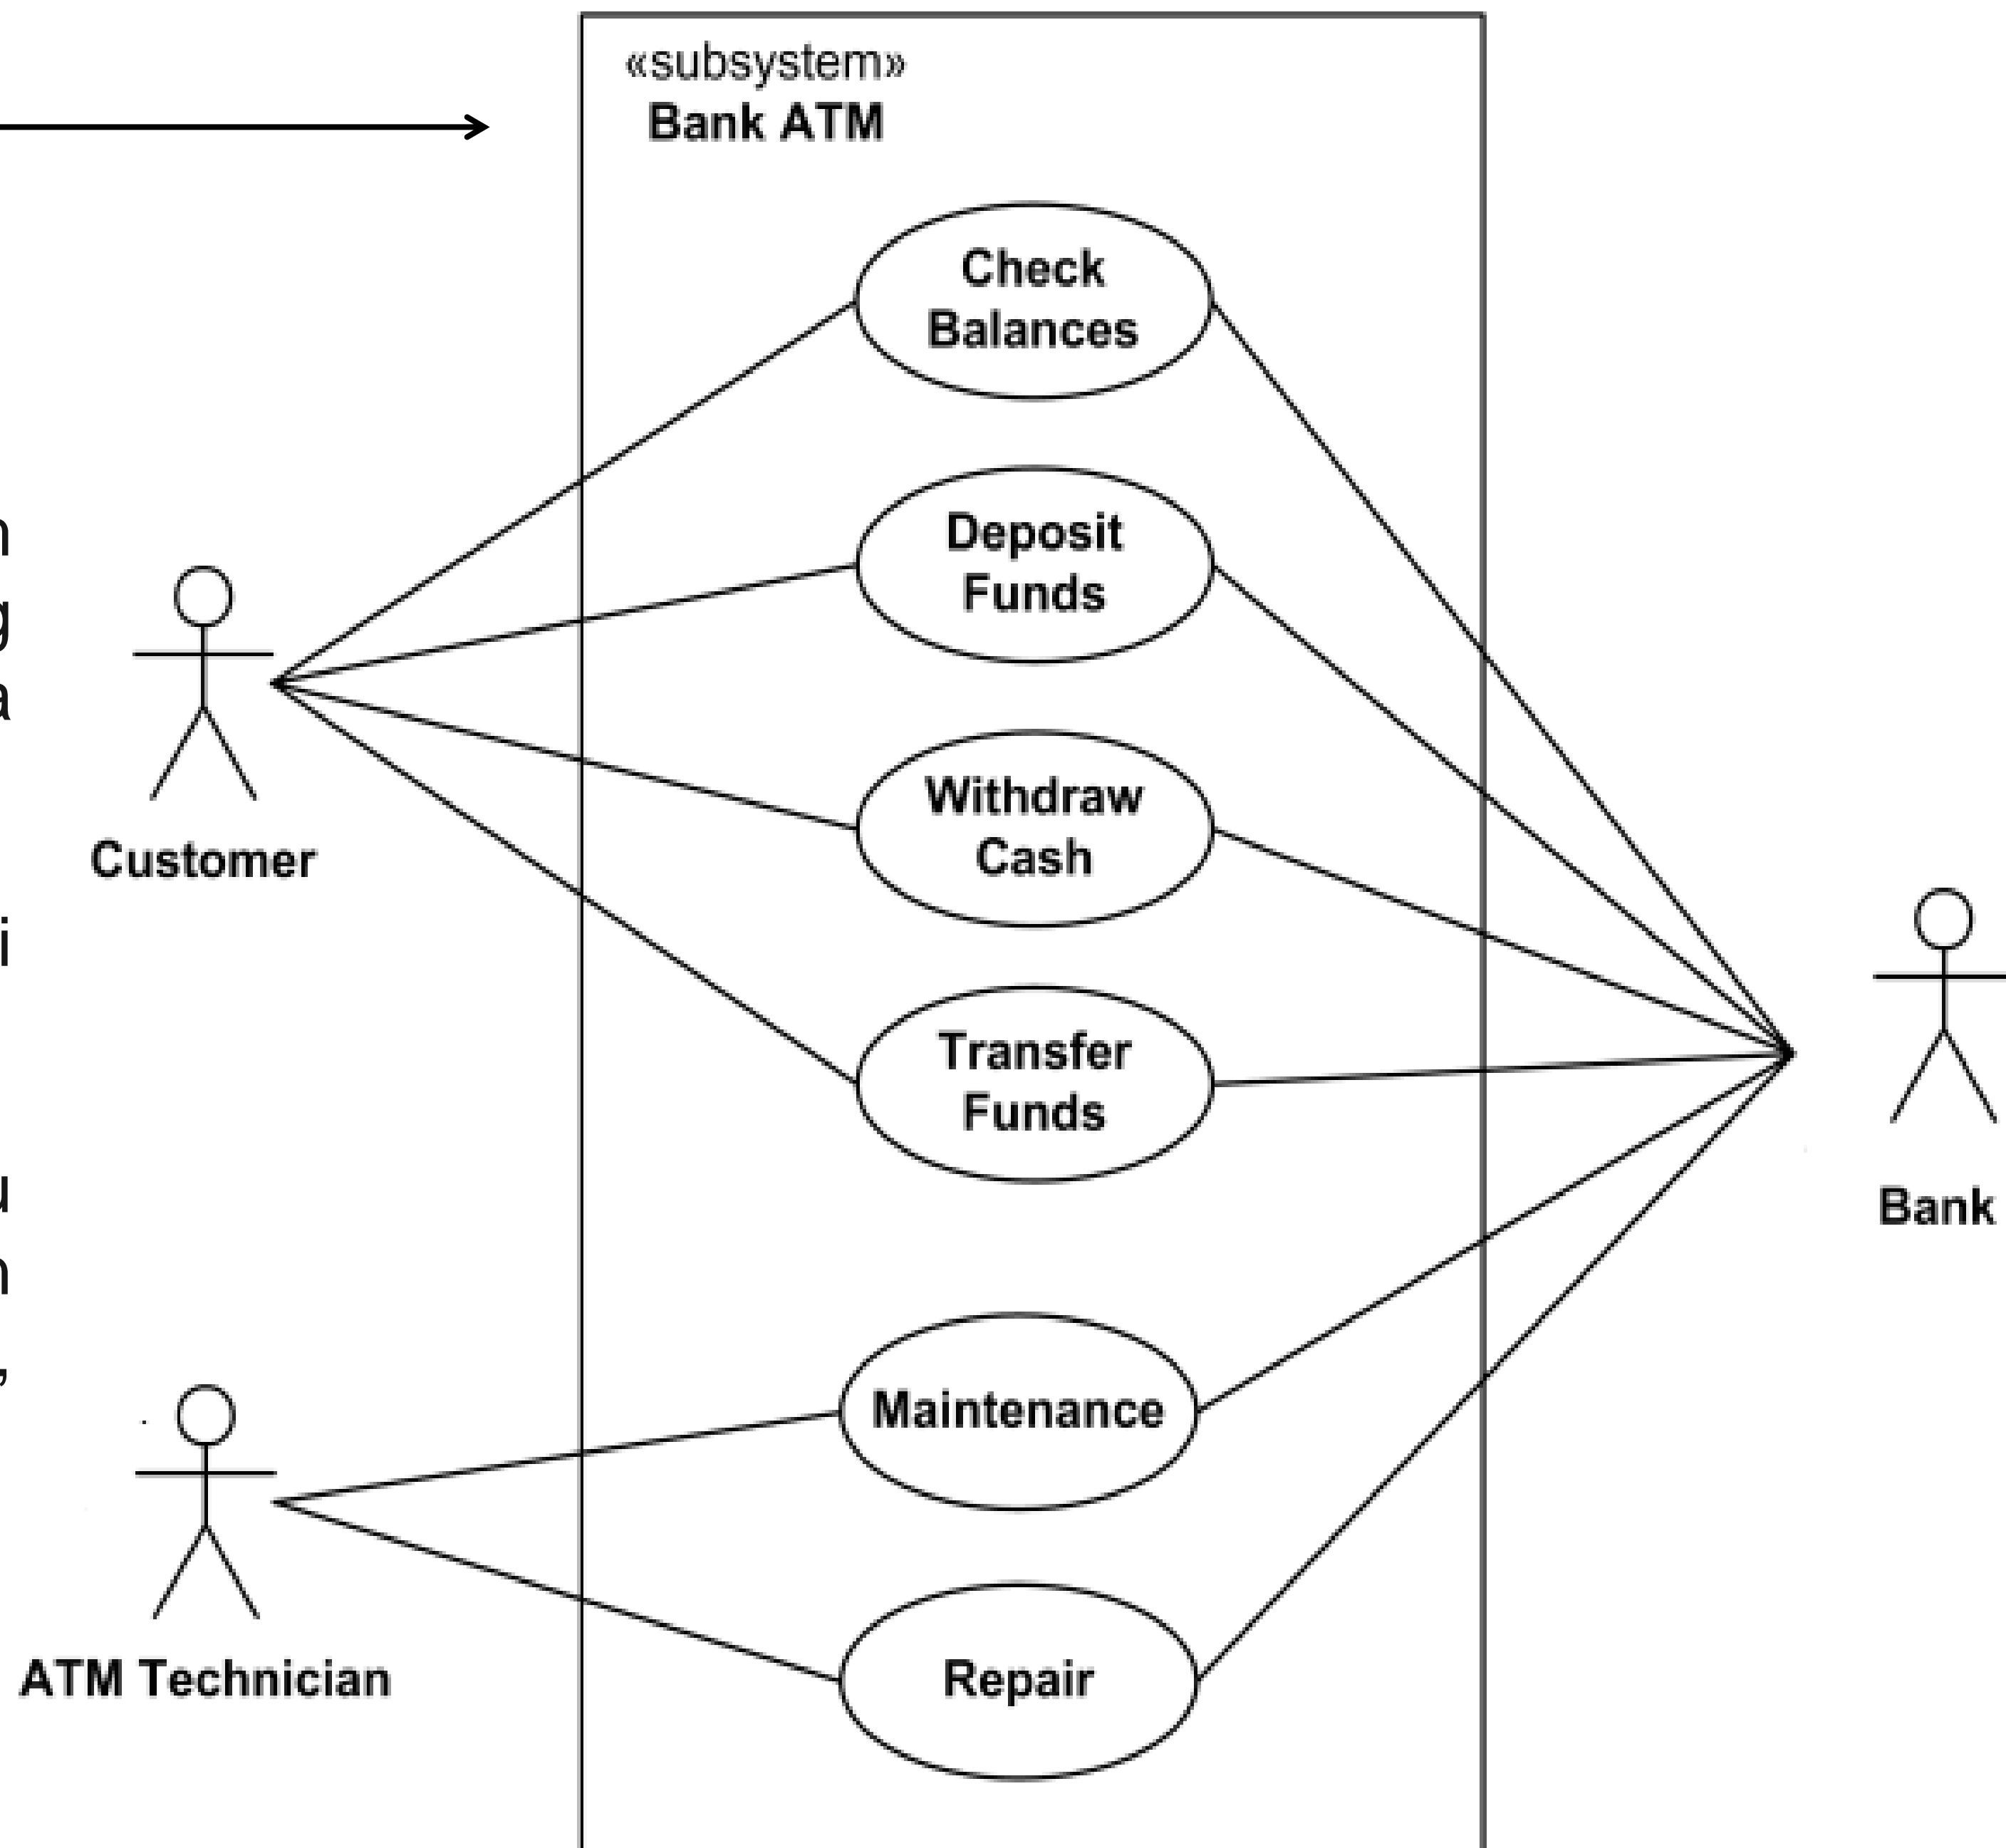 «subsystem»
Bank ATM
Check
Balances
Deposit
Funds
Withdraw
Cash
Transfer
Funds
Maintenance
Repair
Customer
ATM Technician
Bank
n
g
a
i
u
n
,